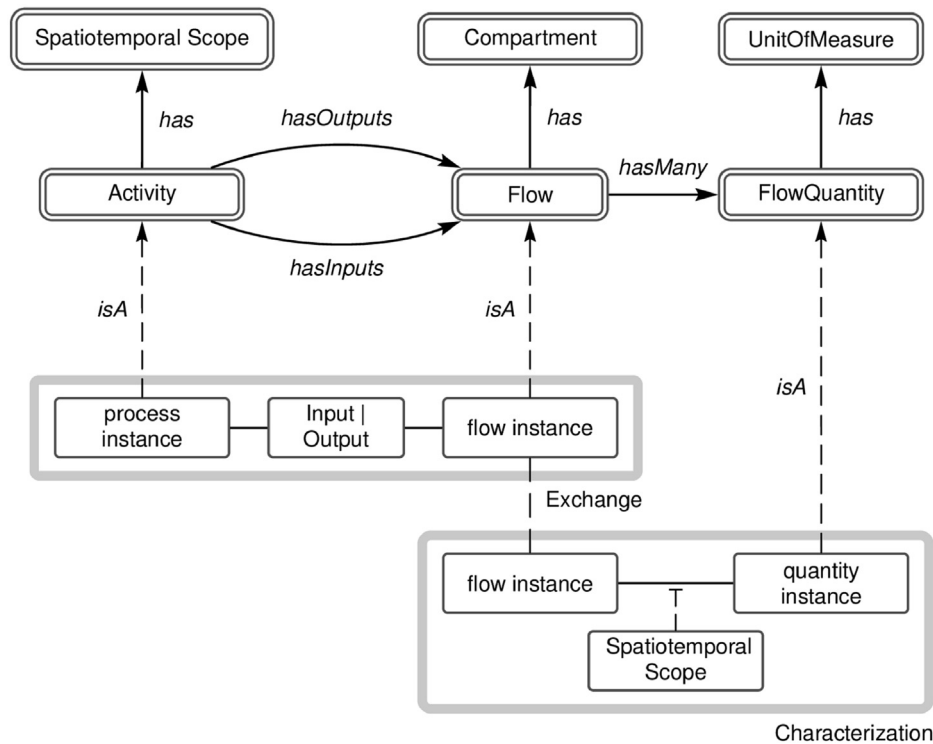 Spatiotemporal Scope
Compartment
UnitOfMeasure
has
hasOutputs
has
hasMany
has
Activity
Flow
FlowQuantity
hasInputs
isA
isA
isA
process
instance
Input |
Output
flow instance
Exchange
flow instance
quantity
instance
Spatiotemporal
Scope
Characterization